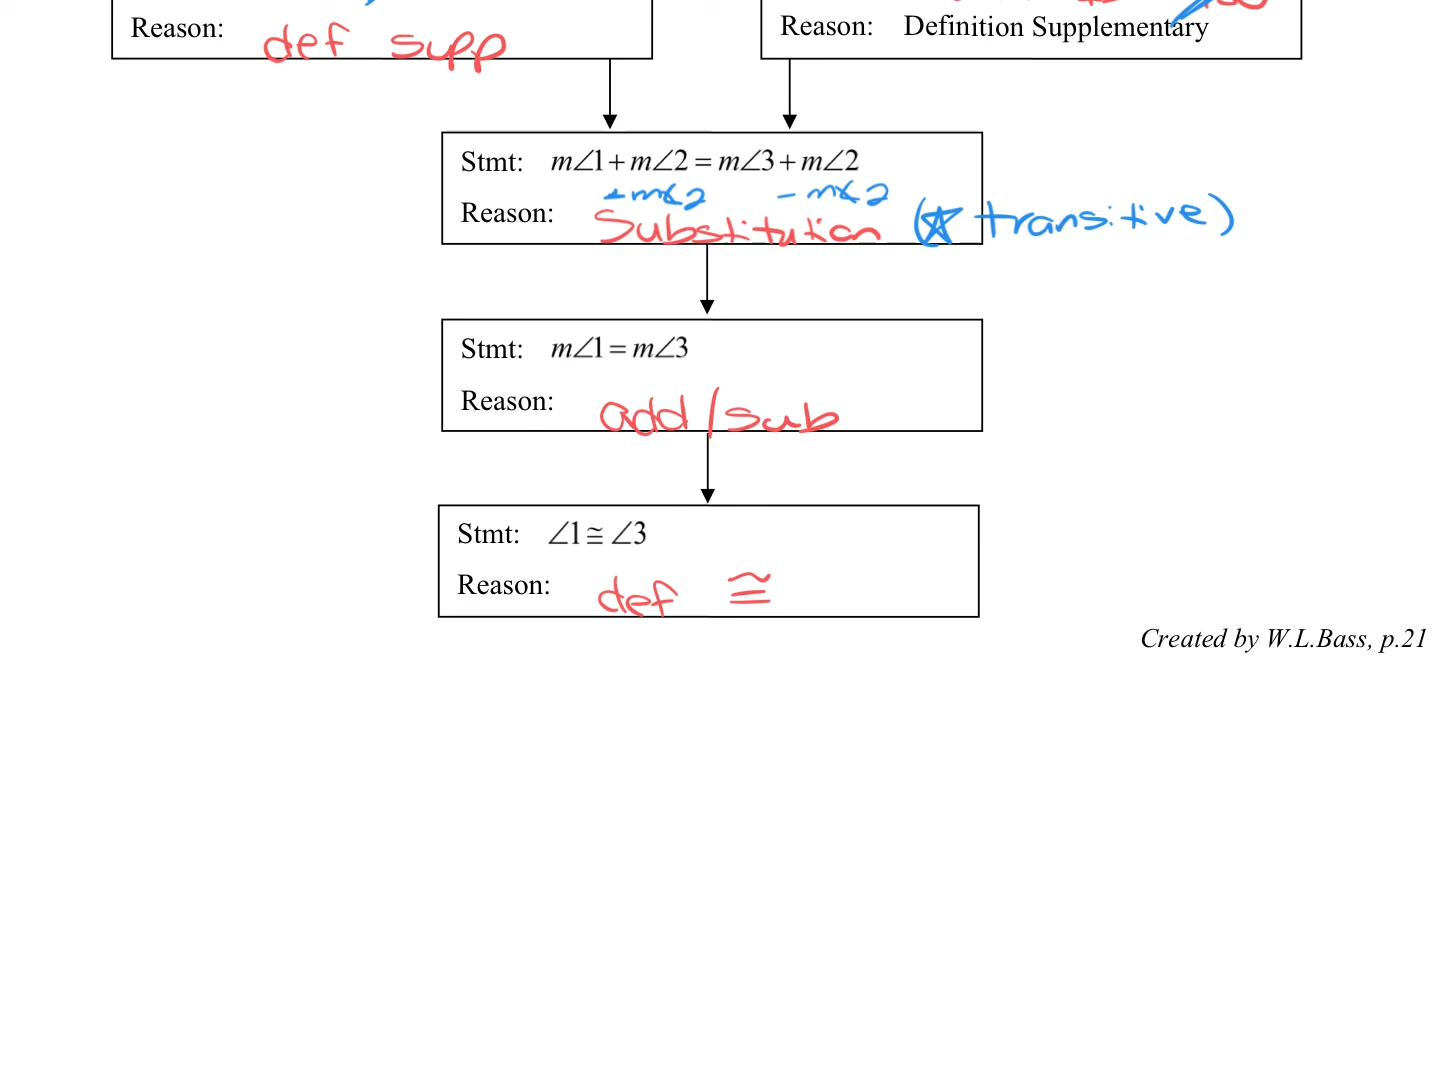 Reason: def supp
Reason: Definition Supplementary
Stmt: m∠1+m∠2=m∠3+m∠2
-m∠2 -m∠2
Reason: Substitution (☆ transitive)
Stmt: m∠1=m∠3
Reason: add/sub
Stmt: ∠1≅∠3
Reason: def ≅
Created by W.L.Bass, p.21